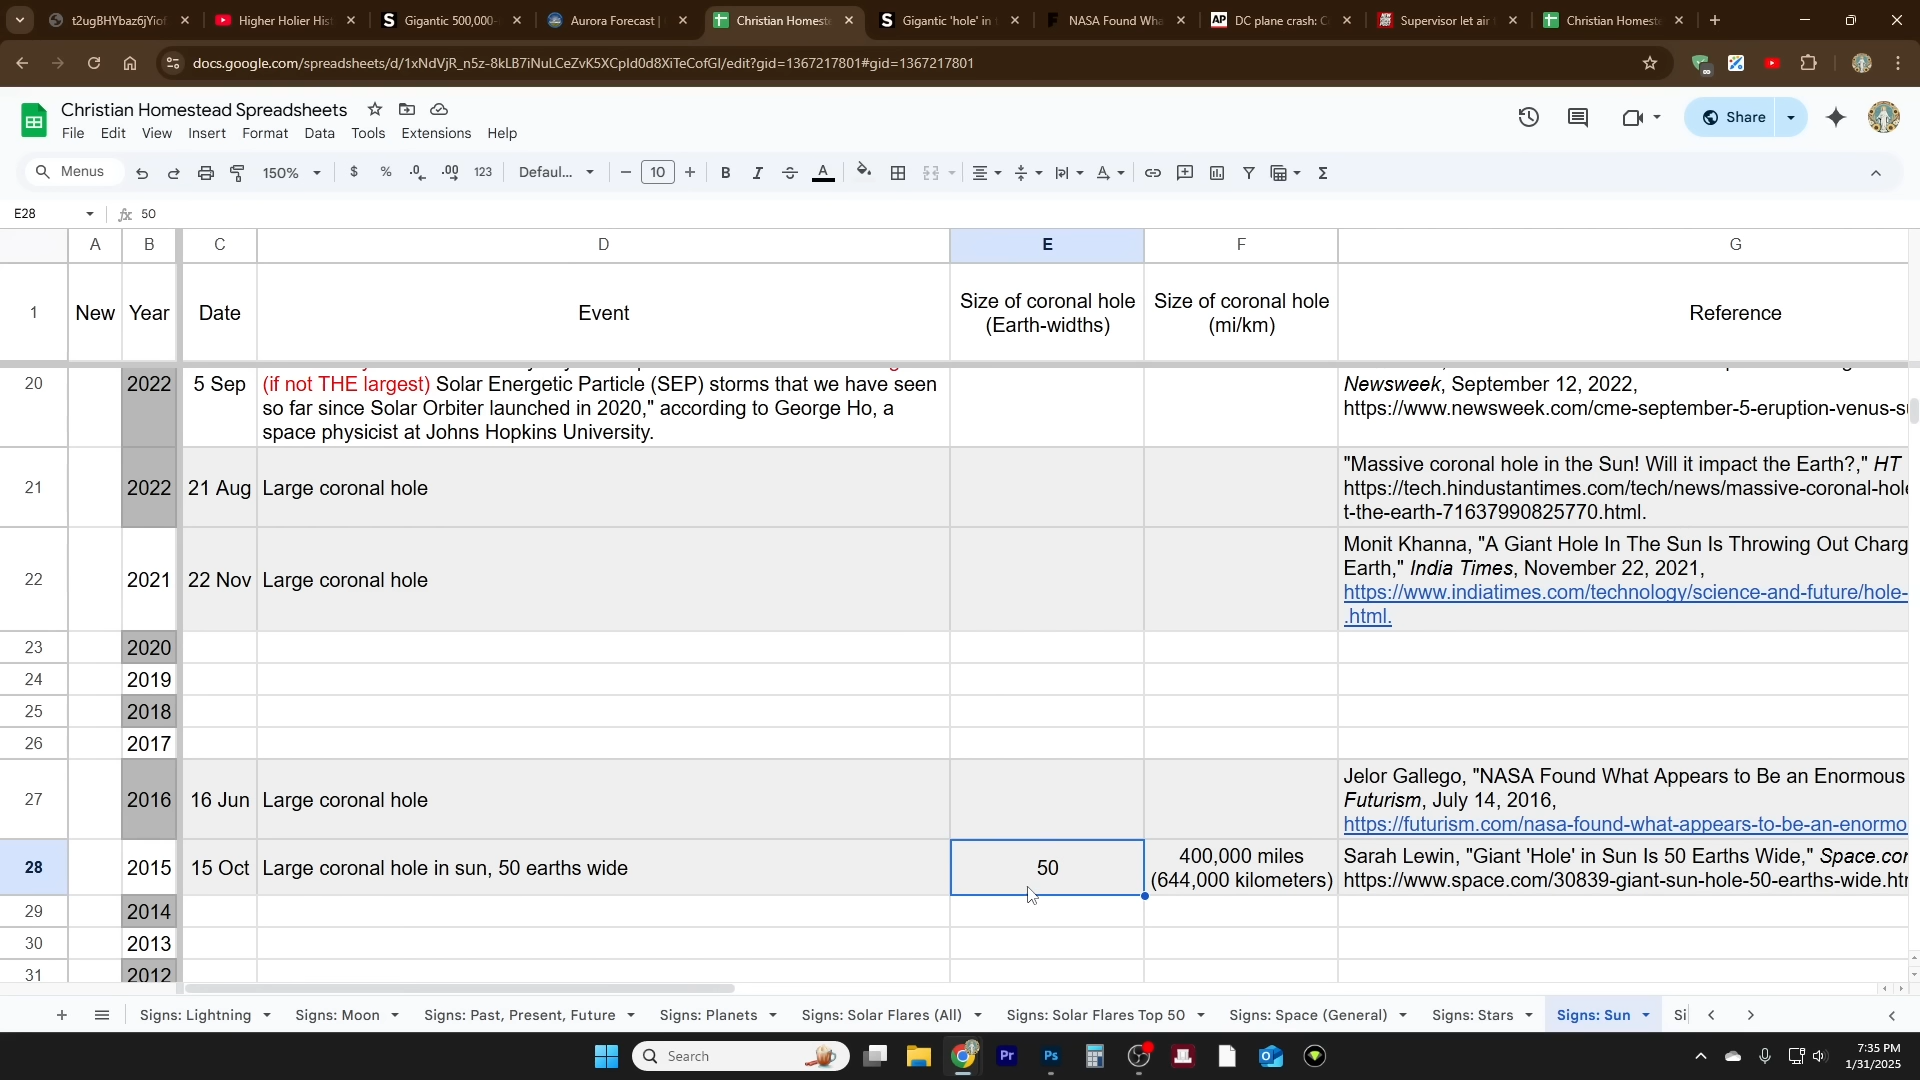 t2ugBHYbaz6jYiof
Higher Holier His
Gigantic 500,000-
Aurora Forecast |
Christian Homeste
Gigantic 'hole' in
NASA Found Wha
DC plane crash: C
Supervisor let air
Christian Homeste
docs.google.com/spreadsheets/d/1xNdVjR_n5z-8kLB7iNuLCeZvK5XCpId0d8XiTeCofGI/edit?gid=1367217801#gid=1367217801
Christian Homestead Spreadsheets
File Edit View Insert Format Data Tools Extensions Help
Share
Menus 150% $ % .0 .00 123 Defaul... − 10 + B I A
E28 50
A B C D E F G
1 New Year Date Event Size of coronal hole (Earth-widths) Size of coronal hole (mi/km) Reference
20 2022 5 Sep
(if not THE largest) Solar Energetic Particle (SEP) storms that we have seen
so far since Solar Orbiter launched in 2020," according to George Ho, a
space physicist at Johns Hopkins University.
Newsweek, September 12, 2022,
https://www.newsweek.com/cme-september-5-eruption-venus-s
21 2022 21 Aug Large coronal hole
"Massive coronal hole in the Sun! Will it impact the Earth?," HT
https://tech.hindustantimes.com/tech/news/massive-coronal-hole
t-the-earth-71637990825770.html.
22 2021 22 Nov Large coronal hole
Monit Khanna, "A Giant Hole In The Sun Is Throwing Out Charg
Earth," India Times, November 22, 2021,
https://www.indiatimes.com/technology/science-and-future/hole-
.html.
23 2020
24 2019
25 2018
26 2017
27 2016 16 Jun Large coronal hole
Jelor Gallego, "NASA Found What Appears to Be an Enormous
Futurism, July 14, 2016,
https://futurism.com/nasa-found-what-appears-to-be-an-enormo
28 2015 15 Oct Large coronal hole in sun, 50 earths wide 50
400,000 miles
(644,000 kilometers)
Sarah Lewin, "Giant 'Hole' in Sun Is 50 Earths Wide," Space.co
https://www.space.com/30839-giant-sun-hole-50-earths-wide.htm
29 2014
30 2013
31 2012
Signs: Lightning Signs: Moon Signs: Past, Present, Future Signs: Planets Signs: Solar Flares (All) Signs: Solar Flares Top 50 Signs: Space (General) Signs: Stars Signs: Sun Si
Search
7:35 PM
1/31/2025